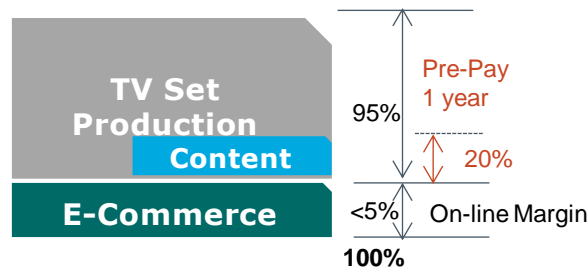 TV Set
Production
Content
E-Commerce
Pre-Pay
1 year
95%
20%
<5%
On-line Margin
100%